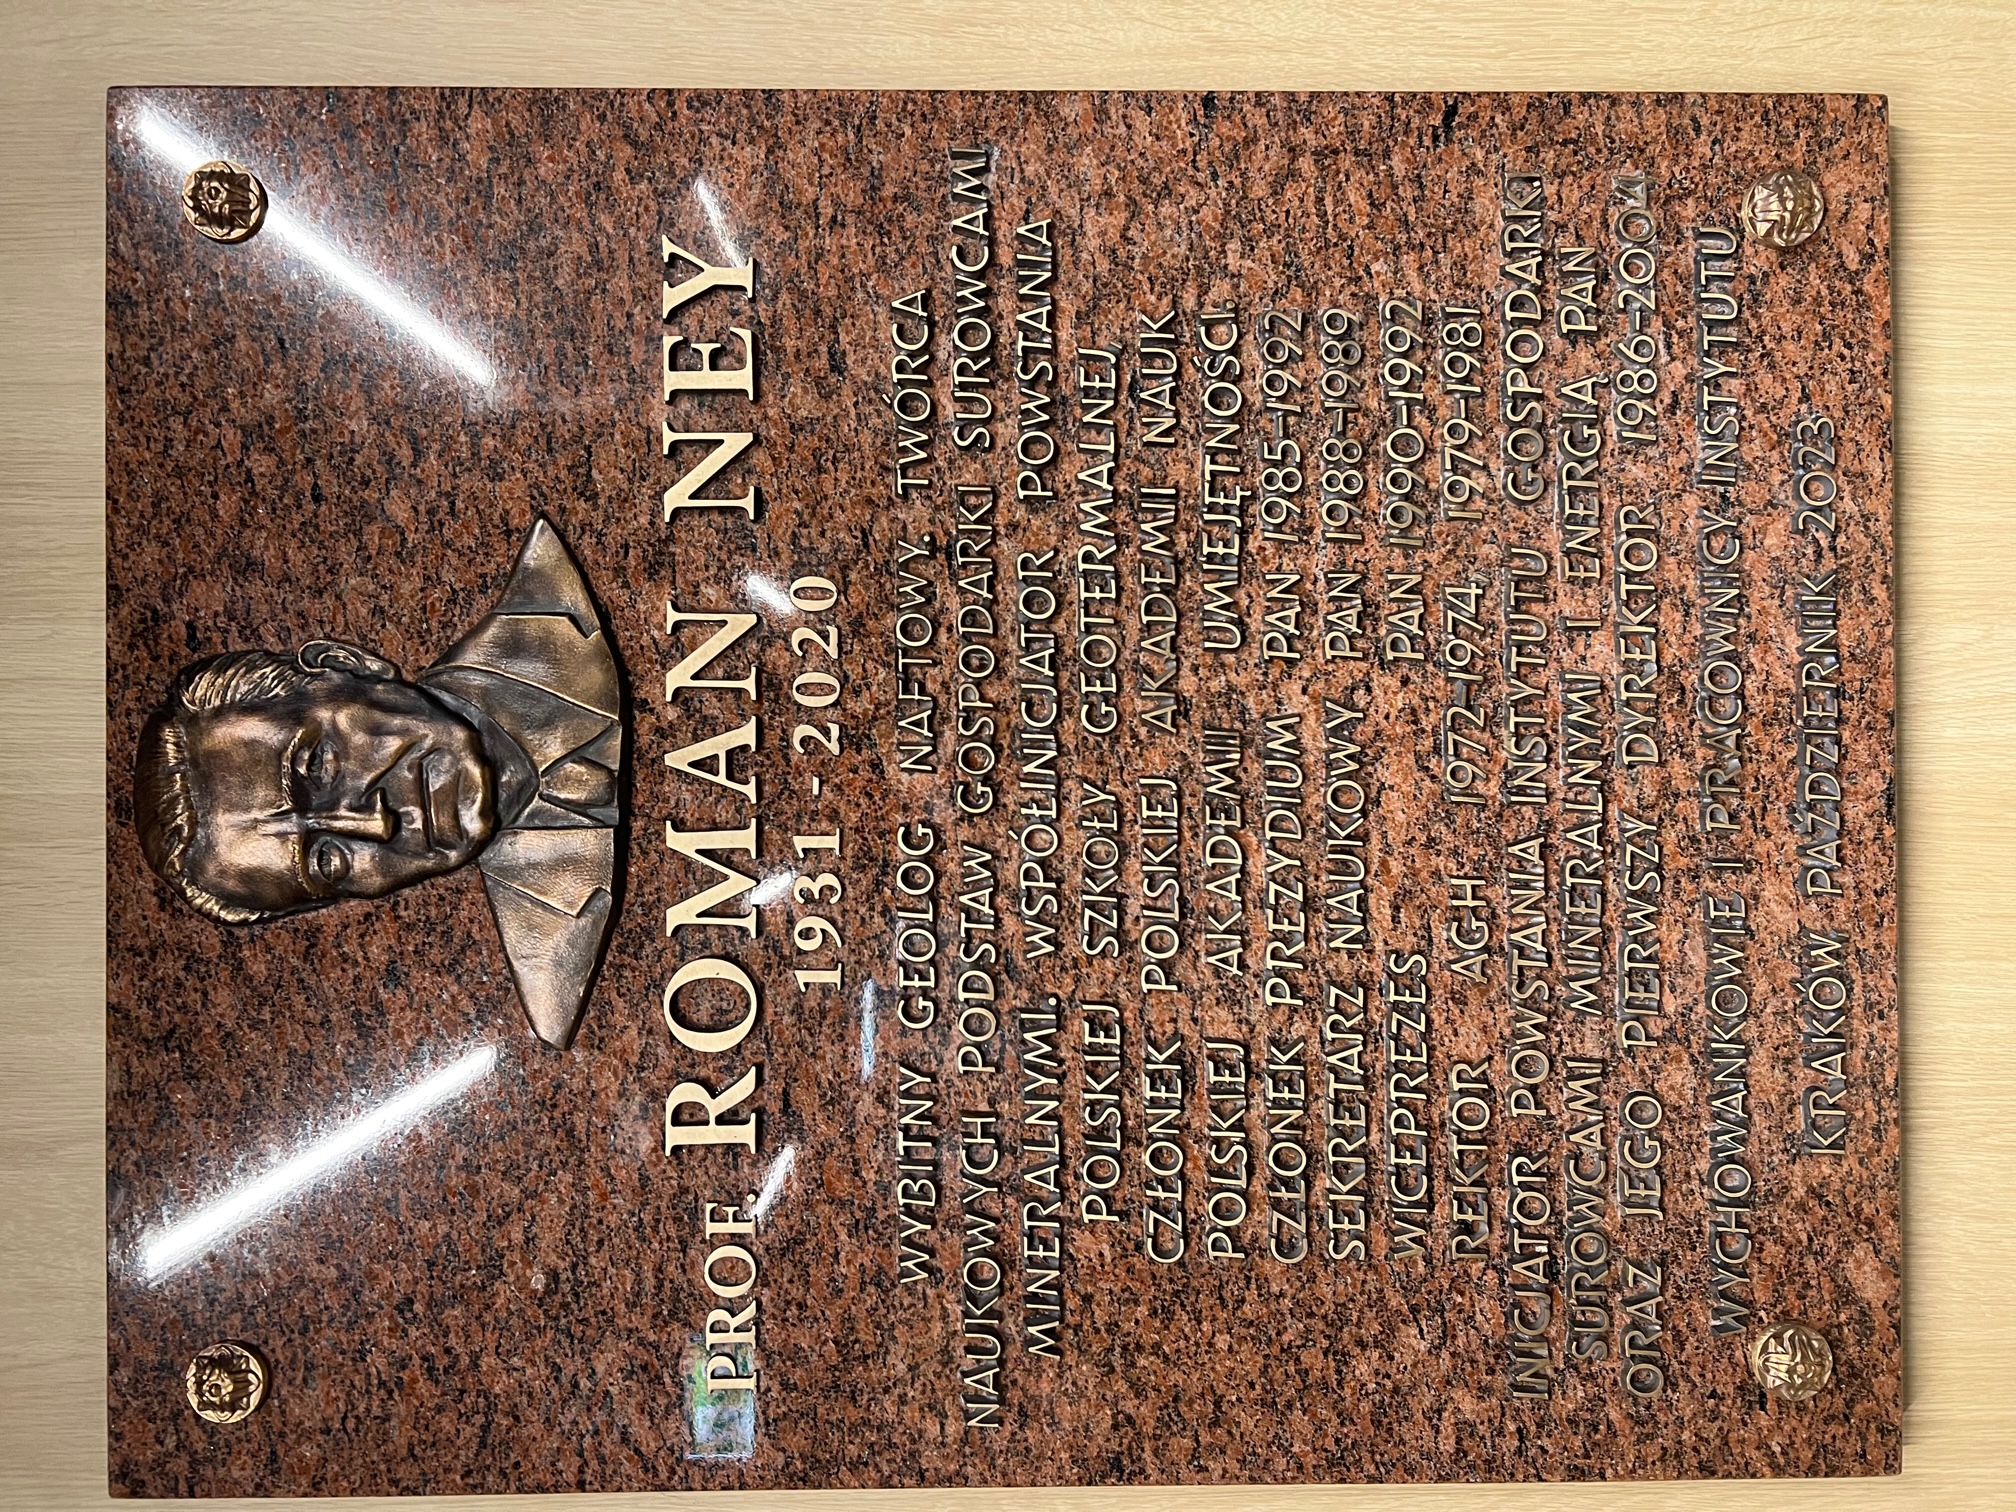 PROF. ROMAN NEY
1931 - 2020
WYBITNY GEOLOG NAFTOWY. TWÓRCA
NAUKOWYCH PODSTAW GOSPODARKI SUROWCAMI
MINERALNYMI. WSPÓŁINICJATOR POWSTANIA
POLSKIEJ SZKOŁY GEOTERMALNEJ,
CZŁONEK POLSKIEJ AKADEMII NAUK
POLSKIEJ AKADEMII UMIEJĘTNOŚCI.
CZŁONEK PREZYDIUM PAN 1985-1992
SEKRETARZ NAUKOWY PAN 1988-1989
WICEPREZES PAN 1990-1992
REKTOR AGH 1972-1974, 1979-1981
INICJATOR POWSTANIA INSTYTUTU GOSPODARKI
SUROWCAMI MINERALNYMI I ENERGIĄ PAN
ORAZ JEGO PIERWSZY DYREKTOR 1986-2004
WYCHOWANKOWIE I PRACOWNICY INSTYTUTU
KRAKÓW PAŹDZIERNIK 2023